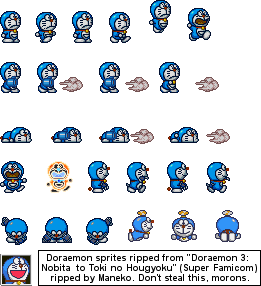 Doraemon sprites ripped from "Doraemon 3:
Nobita to Toki no Hougyoku" (Super Famicom)
ripped by Maneko. Don't steal this, morons.